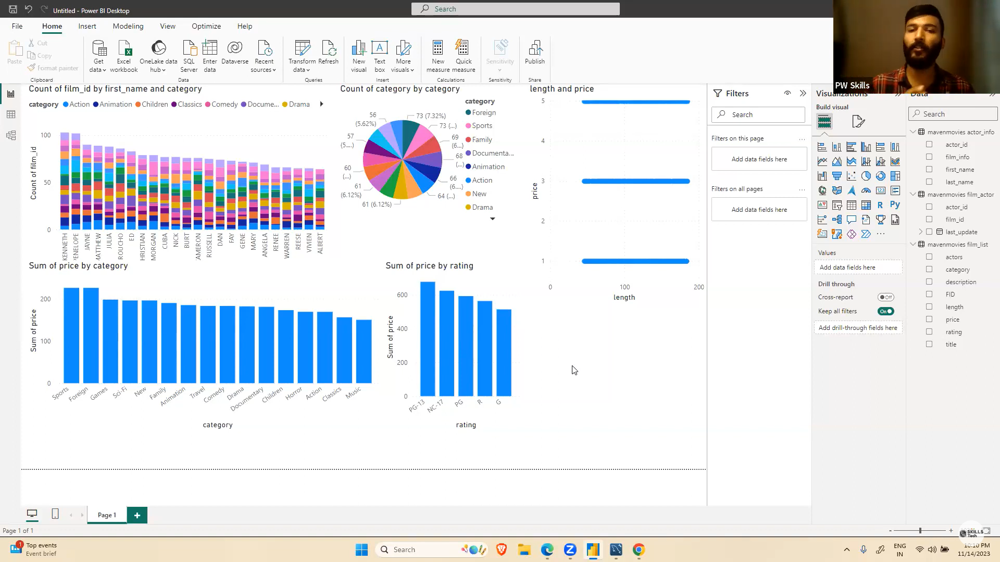 Untitled - Power BI Desktop
Search
File
Home
Insert
Modeling
View
Optimize
Help
Paste
Cut
Copy
Format painter
Clipboard
Get data
Excel workbook
OneLake data hub
SQL Server
Enter data
Dataverse
Recent sources
Data
Transform data
Refresh
Queries
New visual
Text box
More visuals
Insert
New measure
Quick measure
Calculations
Sensitivity
Sensitivity
Publish
Share
PW Skills
Count of film_id by first_name and category
category Action Animation Children Classics Comedy Docume... Drama
Count of film_id
100
50
0
KENNETH
JAYNE
JULIA
ED
MORGAN
CUBA
NICK
BURT
RUSSELL
DAN
FAY
GENE
MARY
ANGELA
RENEE
WARREN
REESE
VIVIEN
ALBERT
Count of category by category
73 (7.32%)
73 (...)
69 (6...)
68 (...)
66 (6....)
64 (...)
61 (6.12%)
61 (6.12%)
60 (...)
57 (5....)
56 (5.62%)
category
Foreign
Sports
Family
Documenta...
Animation
Action
New
Drama
length and price
price
5
4
3
2
1
0
100
200
length
Sum of price by category
Sum of price
200
100
0
Sports
Foreign
Games
Sci-Fi
New
Family
Animation
Travel
Comedy
Drama
Documentary
Children
Horror
Action
Classics
Music
category
Sum of price by rating
Sum of price
600
400
200
0
PG-13
NC-17
PG
R
G
rating
Filters
Search
Filters on this page
...
Add data fields here
Filters on all pages
...
Add data fields here
Visualizations
Build visual
R
Py
...
Values
Add data fields here
Drill through
Cross-report
Off
Keep all filters
On
Add drill-through fields here
Data
Search
mavenmovies actor_info
actor_id
film_info
first_name
last_name
mavenmovies film_actor
actor_id
film_id
last_update
mavenmovies film_list
actors
category
description
FID
length
price
rating
title
Page 1
Page 1 of 1
-
+
SKILLS
Tech
1
Top events
Event brief
Search
ENG
IN
10:10 PM
11/14/2023